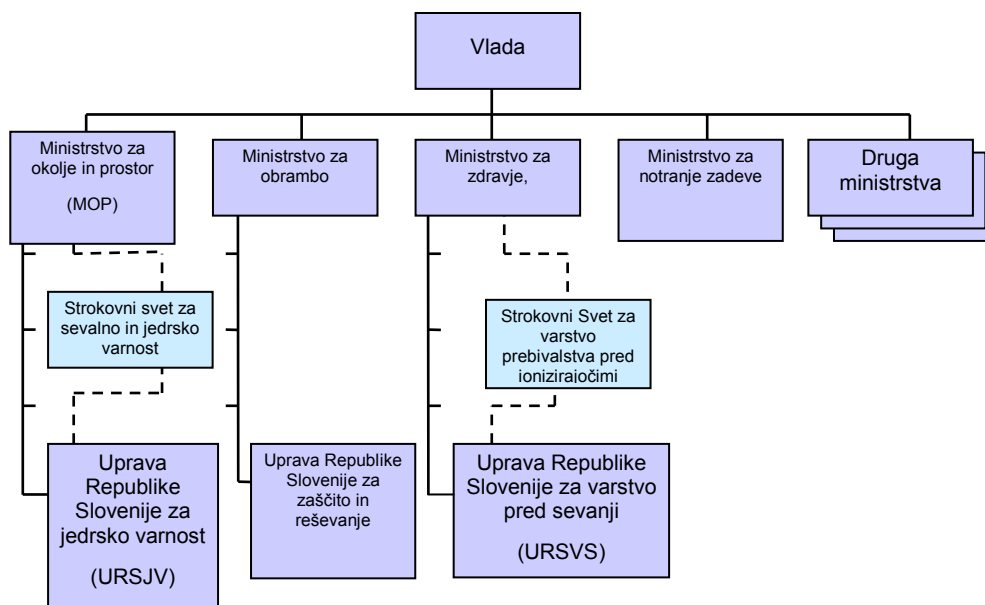 Vlada
Ministrstvo za
okolje in prostor
(MOP)
Ministrstvo za
obrambo
Ministrstvo za
zdravje,
Ministrstvo za
notranje zadeve
Druga
ministrstva
Strokovni svet za
sevalno in jedrsko
varnost
Strokovni Svet za
varstvo
prebivalstva pred
ionizirajočimi
Uprava
Republike
Slovenije za
jedrsko varnost
(URSJV)
Uprava Republike
Slovenije za
zaščito in
reševanje
Uprava Republike
Slovenije za varstvo
pred sevanji
(URSVS)